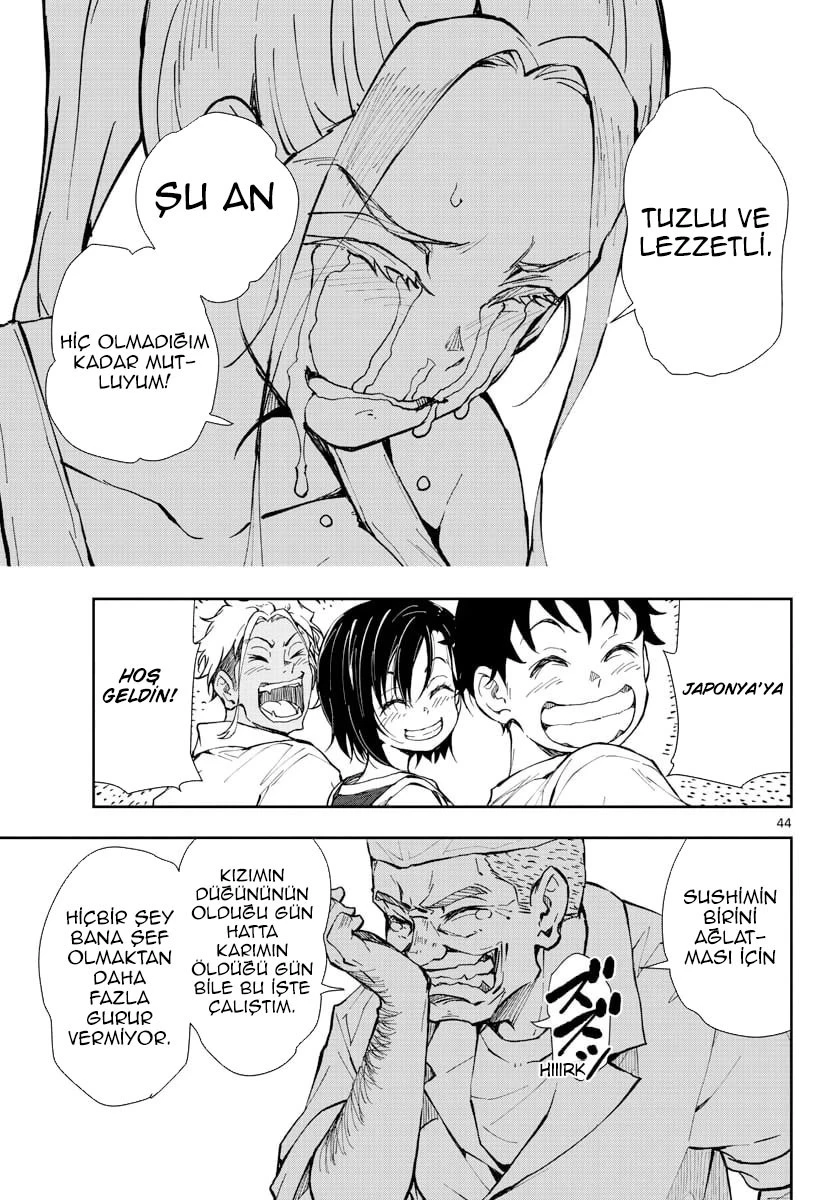 TUZLU VE
LEZZETLİ.
ŞU AN
HİÇ OLMADIĞIM
KADAR MUT-
LUYUM!
JAPONYA'YA
HOŞ
GELDİN!
44
SUSHIMIN
BİRİNİ
AĞLAT-
MASI İÇİN
ズズッ
HIIIRK
KIZIMIN
DÜĞÜNÜNÜN
OLDUĞU GÜN
HATTA
KARIMIN
ÖLDÜĞÜ GÜN
BİLE BU İŞTE
ÇALIŞTIM.
HİÇBİR ŞEY
BANA ŞEF
OLMAKTAN
DAHA
FAZLA
GURUR
VERMİYOR.